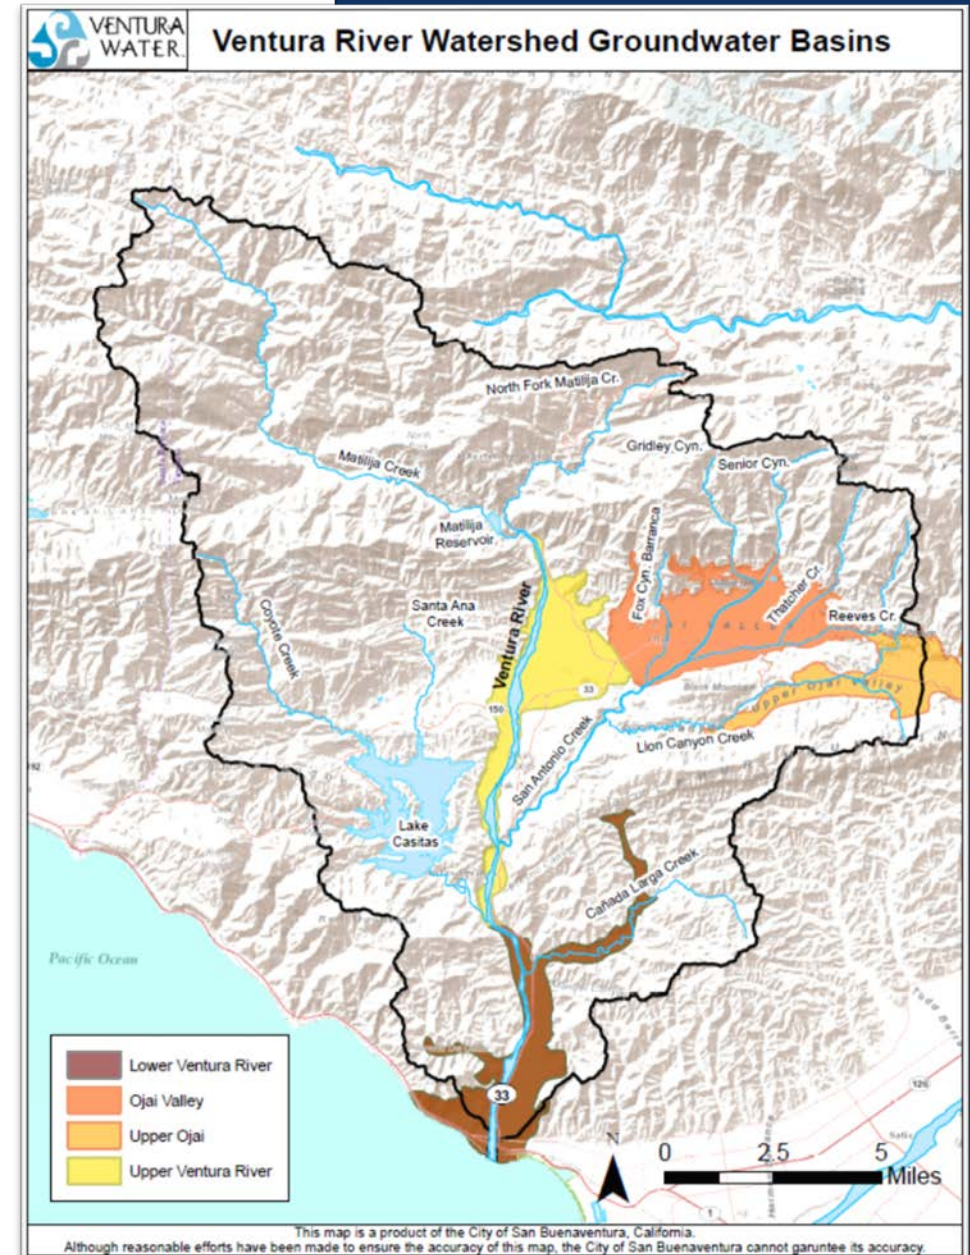 VENTURA
WATER.
Ventura River Watershed Groundwater Basins
North Fork Matilija Cr.
Gridley Cyn.
Senior Cyn.
Matilija Creek
Matilija
Reservoir
Fox Cyn. Barranca
Thatcher Cr.
Reeves Cr.
Santa Ana
Creek
Coyote Creek
Ventura River
33
150
Upper Ojai Valley
San Antonio Creek
Lion Canyon Creek
Lake
Casitas
Cañada Larga Creek
Pacific Ocean
Lower Ventura River
Ojai Valley
Upper Ojai
Upper Ventura River
33
126
N
0 2.5 5
Miles
1
This map is a product of the City of San Buenaventura, California.
Although reasonable efforts have been made to ensure the accuracy of this map, the City of San Buenaventura cannot garuntee its accuracy.